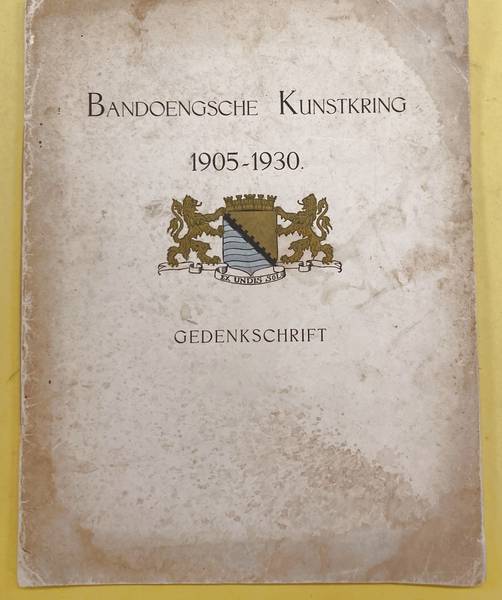 BANDOENGSCHE KUNSTKRING
1905-1930.
EX UNDIS SOL
GEDENKSCHRIFT